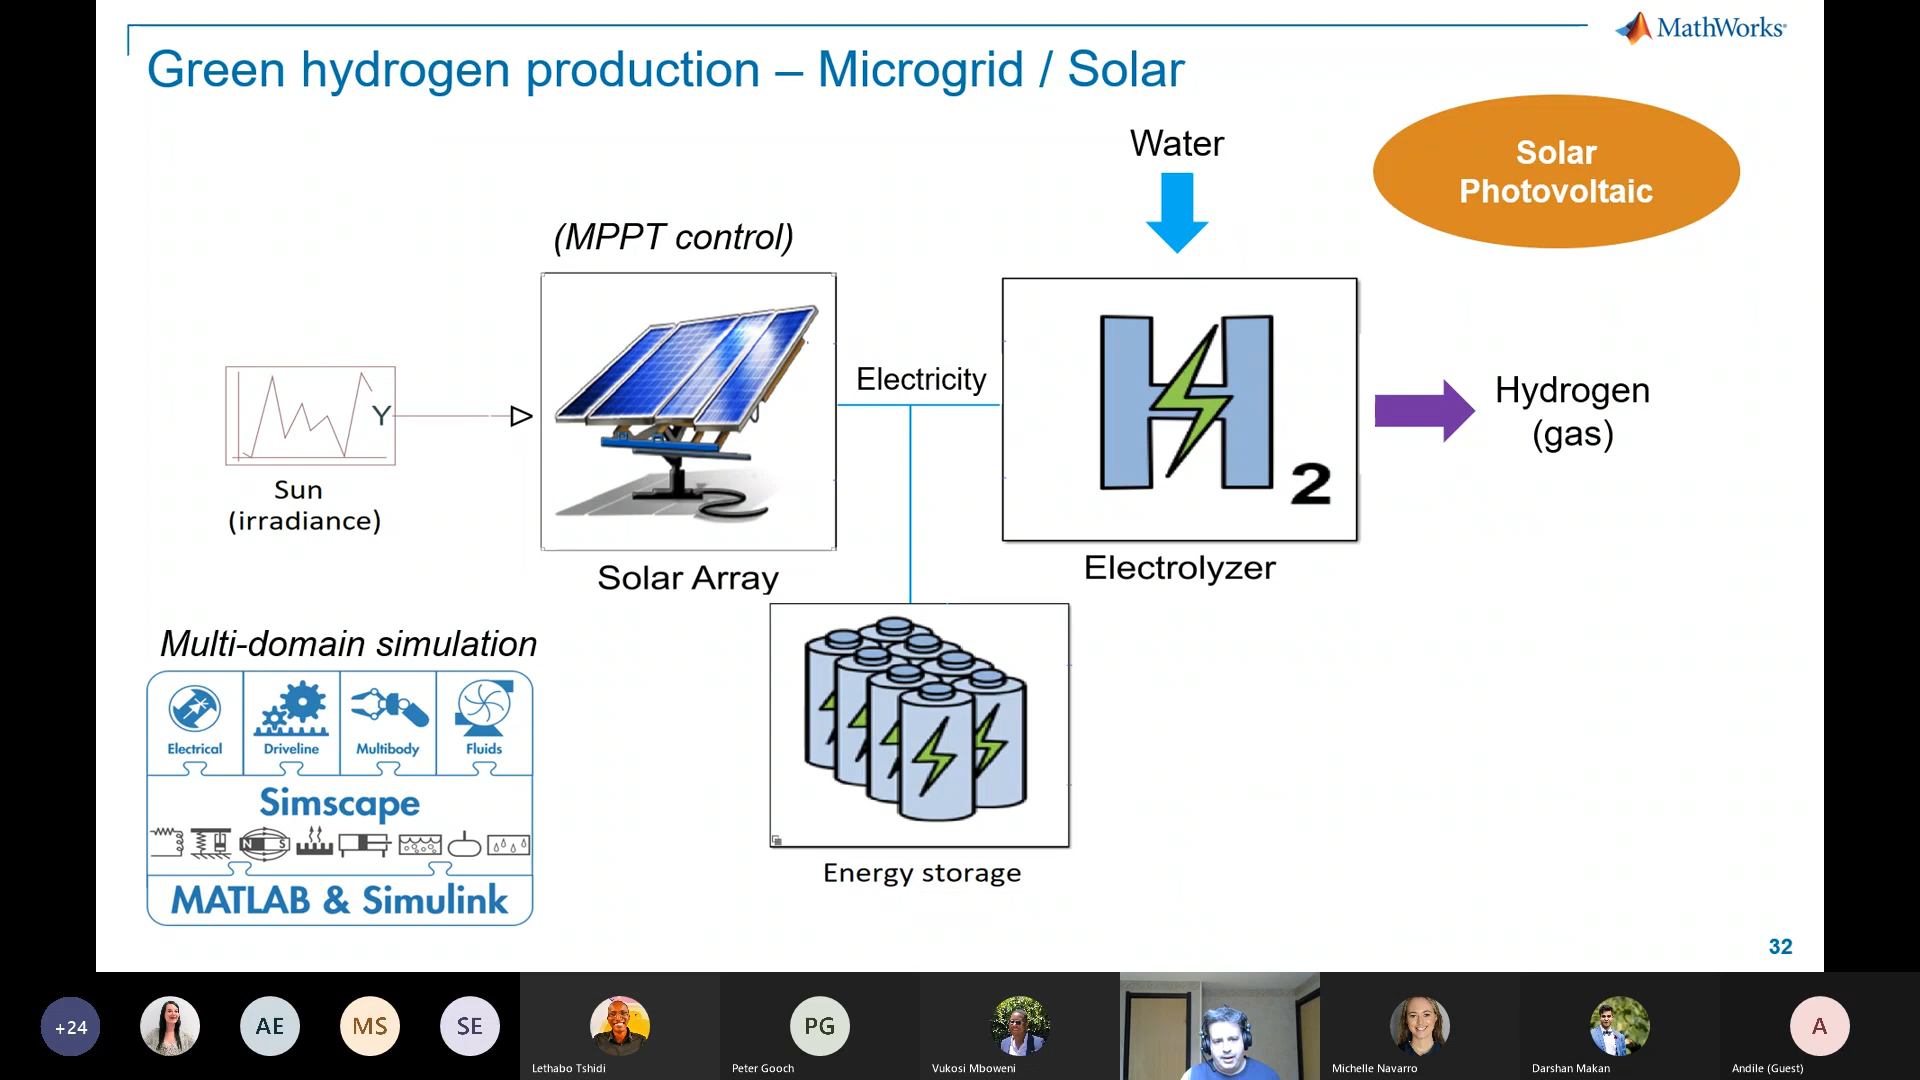 MathWorks
Green hydrogen production – Microgrid / Solar
Water
Solar
Photovoltaic
(MPPT control)
Electricity
H
2
Hydrogen
(gas)
Y
Sun
(irradiance)
Solar Array
Electrolyzer
Multi-domain simulation
Electrical
Driveline
Multibody
Fluids
Simscape
N S
MATLAB & Simulink
Energy storage
32
+24
AE
MS
SE
PG
A
Lethabo Tshidi
Peter Gooch
Vukosi Mboweni
Michelle Navarro
Darshan Makan
Andile (Guest)